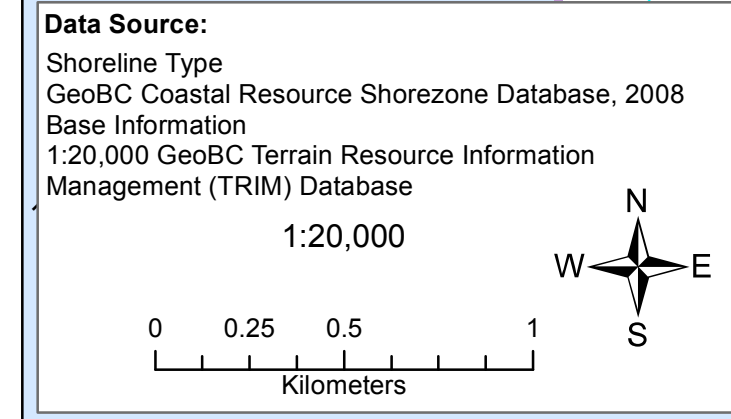 Data Source:
Shoreline Type
GeoBC Coastal Resource Shorezone Database, 2008
Base Information
1:20,000 GeoBC Terrain Resource Information
Management (TRIM) Database
1:20,000
N
W E
S
0 0.25 0.5 1
Kilometers